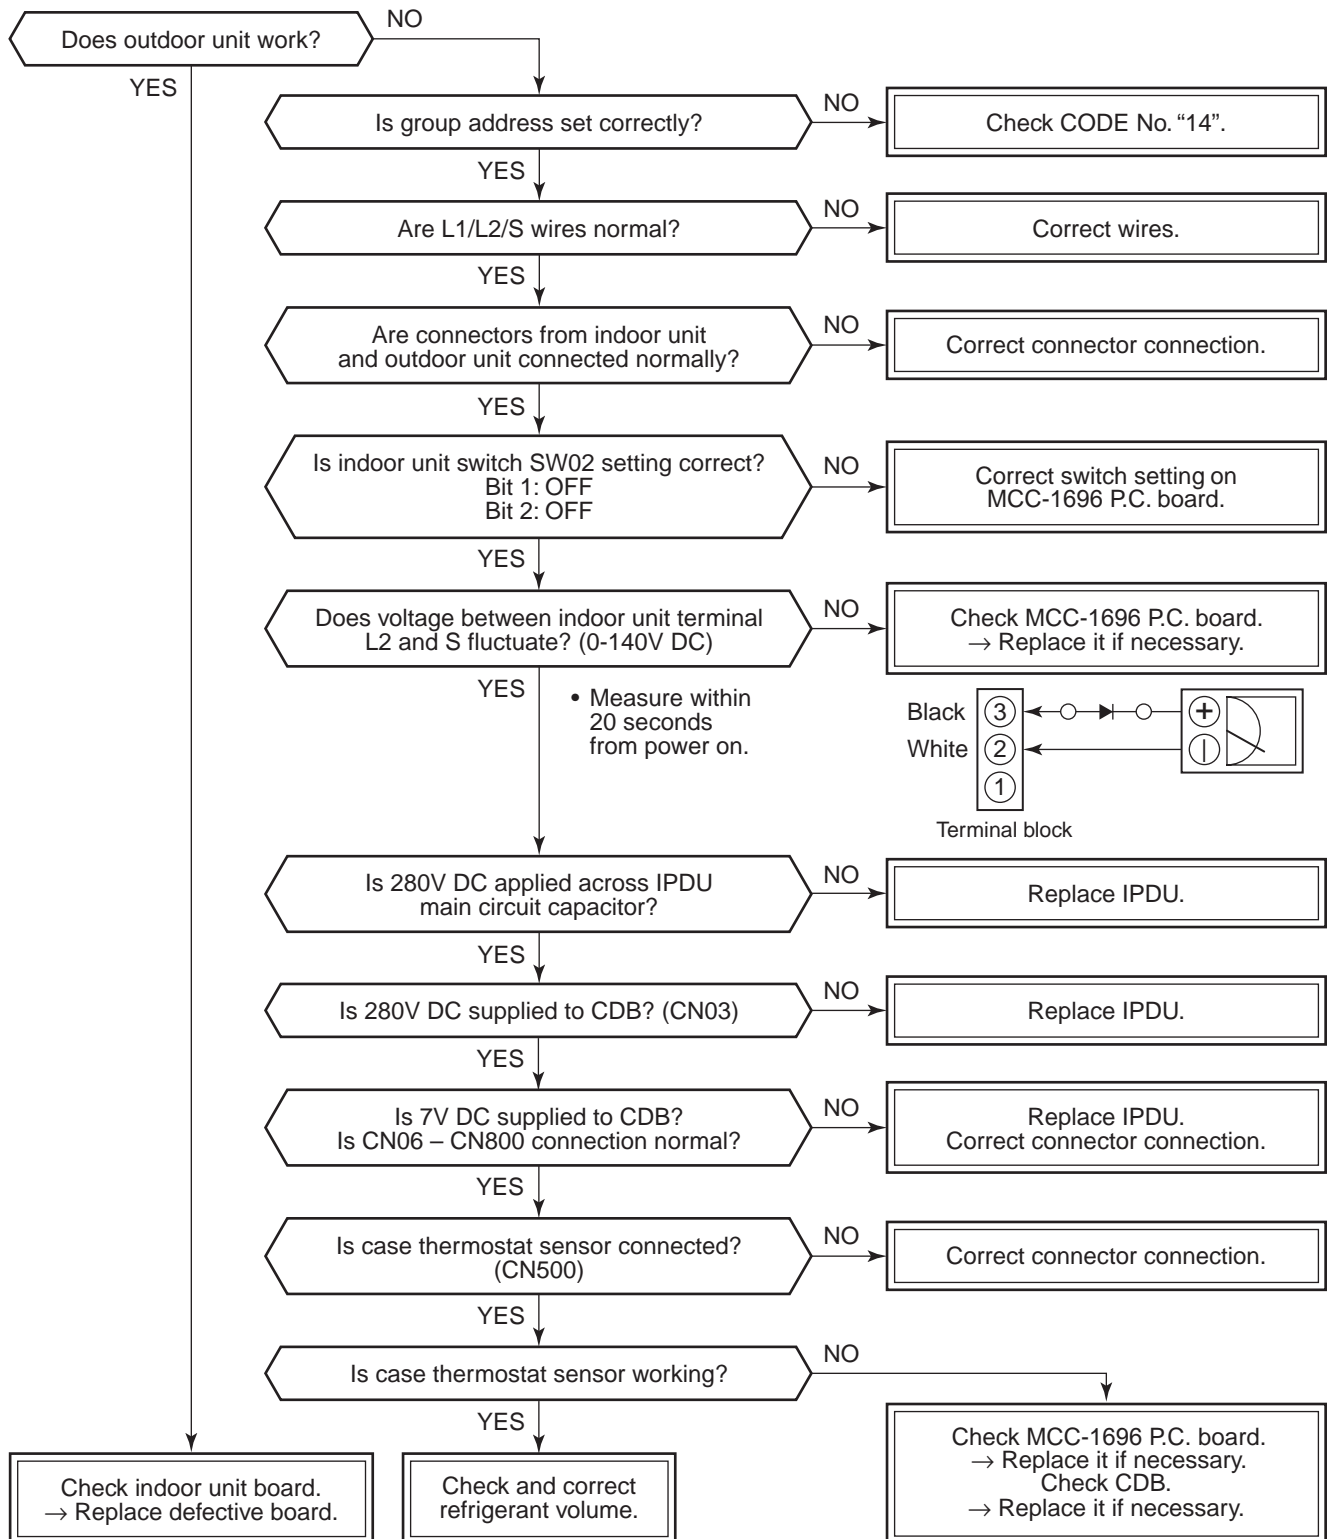 Does outdoor unit work?
NO
YES
Is group address set correctly?
NO
Check CODE No. “14”.
YES
Are L1/L2/S wires normal?
NO
Correct wires.
YES
Are connectors from indoor unit
and outdoor unit connected normally?
NO
Correct connector connection.
YES
Is indoor unit switch SW02 setting correct?
Bit 1: OFF
Bit 2: OFF
NO
Correct switch setting on
MCC-1696 P.C. board.
YES
Does voltage between indoor unit terminal
L2 and S fluctuate? (0-140V DC)
NO
Check MCC-1696 P.C. board.
→ Replace it if necessary.
YES
• Measure within
20 seconds
from power on.
Black
3
+
White
2
|
1
Terminal block
Is 280V DC applied across IPDU
main circuit capacitor?
NO
Replace IPDU.
YES
Is 280V DC supplied to CDB? (CN03)
NO
Replace IPDU.
YES
Is 7V DC supplied to CDB?
Is CN06 – CN800 connection normal?
NO
Replace IPDU.
Correct connector connection.
YES
Is case thermostat sensor connected?
(CN500)
NO
Correct connector connection.
YES
Is case thermostat sensor working?
NO
YES
Check indoor unit board.
→ Replace defective board.
Check and correct
refrigerant volume.
Check MCC-1696 P.C. board.
→ Replace it if necessary.
Check CDB.
→ Replace it if necessary.